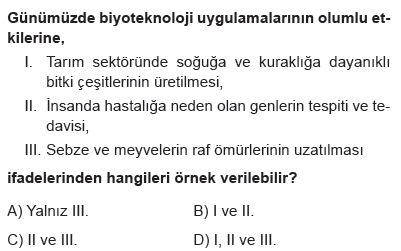 Günümüzde biyoteknoloji uygulamalarının olumlu et-
kilerine,
I. Tarım sektöründe soğuğa ve kuraklığa dayanıklı
bitki çeşitlerinin üretilmesi,
II. İnsanda hastalığa neden olan genlerin tespiti ve te-
davisi,
III. Sebze ve meyvelerin raf ömürlerinin uzatılması
ifadelerinden hangileri örnek verilebilir?
A) Yalnız III. B) I ve II.
C) II ve III. D) I, II ve III.